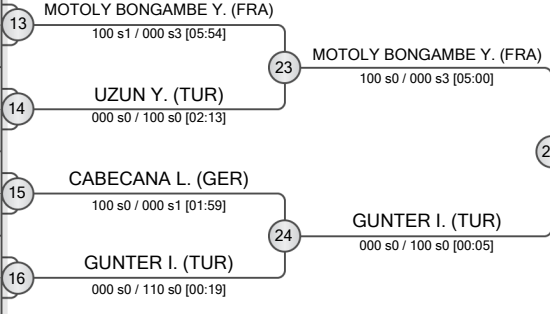 13
MOTOLY BONGAMBE Y. (FRA)
100 s1 / 000 s3 [05:54]
23
MOTOLY BONGAMBE Y. (FRA)
100 s0 / 000 s3 [05:00]
14
UZUN Y. (TUR)
000 s0 / 100 s0 [02:13]
15
CABECANA L. (GER)
100 s0 / 000 s1 [01:59]
24
GUNTER I. (TUR)
000 s0 / 100 s0 [00:05]
16
GUNTER I. (TUR)
000 s0 / 110 s0 [00:19]